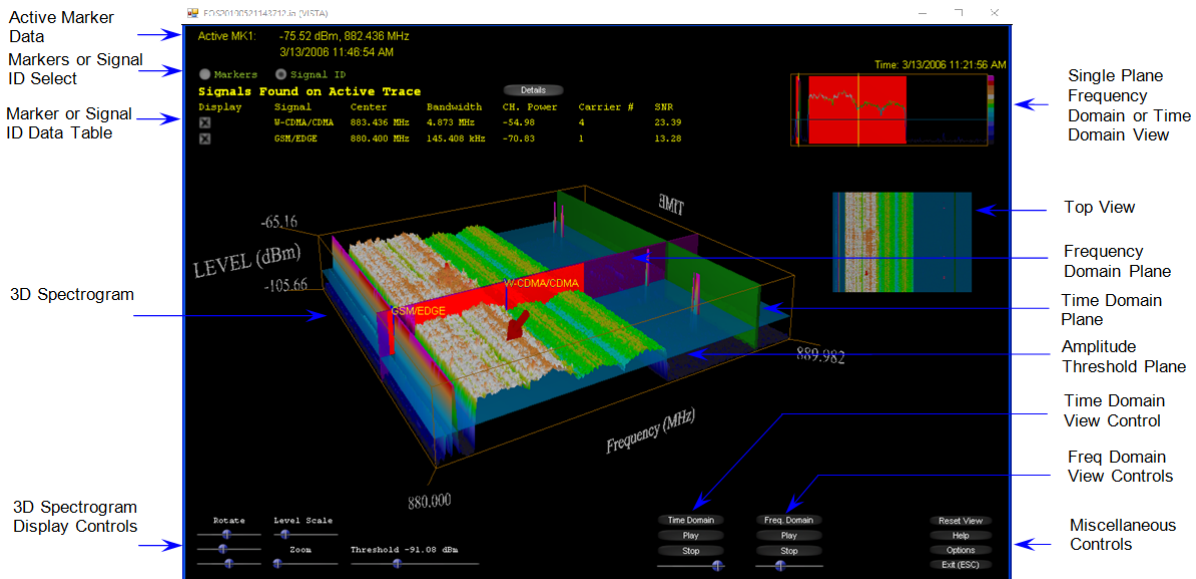 EOS20100521143212.ia (VISTA)
Active Marker
Data
Markers or Signal
ID Select
Marker or Signal
ID Data Table
3D Spectrogram
3D Spectrogram
Display Controls
Active MK1: -75.52 dBm, 882.436 MHz
3/13/2006 11:46:54 AM
Markers Signal ID
Signals Found on Active Trace Details
Display Signal Center Bandwidth CH. Power Carrier # SNR
W-CDMA/CDMA 883.436 MHz 4.873 MHz -54.98 4 23.39
GSM/EDGE 880.400 MHz 145.408 kHz -70.83 1 13.28
Time: 3/13/2006 11:21:56 AM
-65.16
LEVEL (dBm)
-105.66
TIME
W-CDMA/CDMA
GSM/EDGE
889.982
Frequency (MHz)
880.000
Rotate Level Scale
Zoom Threshold -91.08 dBm
Time Domain Freq. Domain Reset View
Play Play Help
Stop Stop Options
Exit (ESC)
Single Plane
Frequency
Domain or Time
Domain View
Top View
Frequency
Domain Plane
Time Domain
Plane
Amplitude
Threshold Plane
Time Domain
View Control
Freq Domain
View Controls
Miscellaneous
Controls